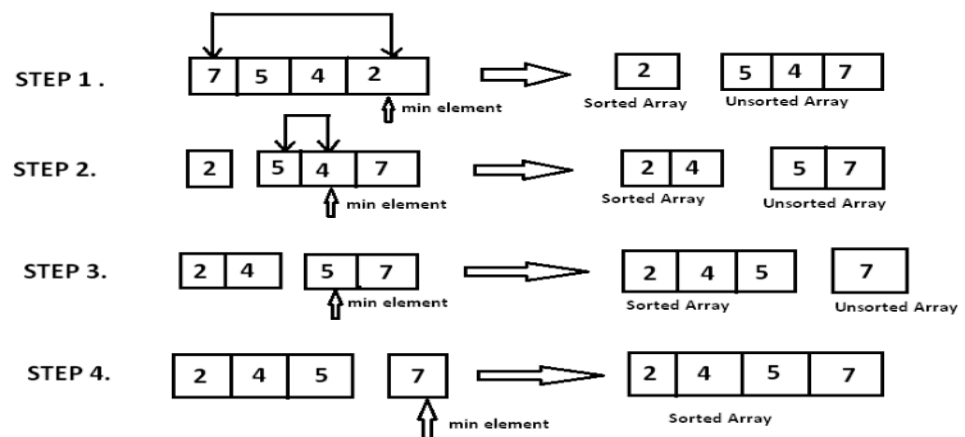 STEP 1. 7 5 4 2 2 5 4 7
min element Sorted Array Unsorted Array
STEP 2. 2 5 4 7 2 4 5 7
min element Sorted Array Unsorted Array
STEP 3. 2 4 5 7 2 4 5 7
min element Sorted Array Unsorted Array
STEP 4. 2 4 5 7 2 4 5 7
min element Sorted Array